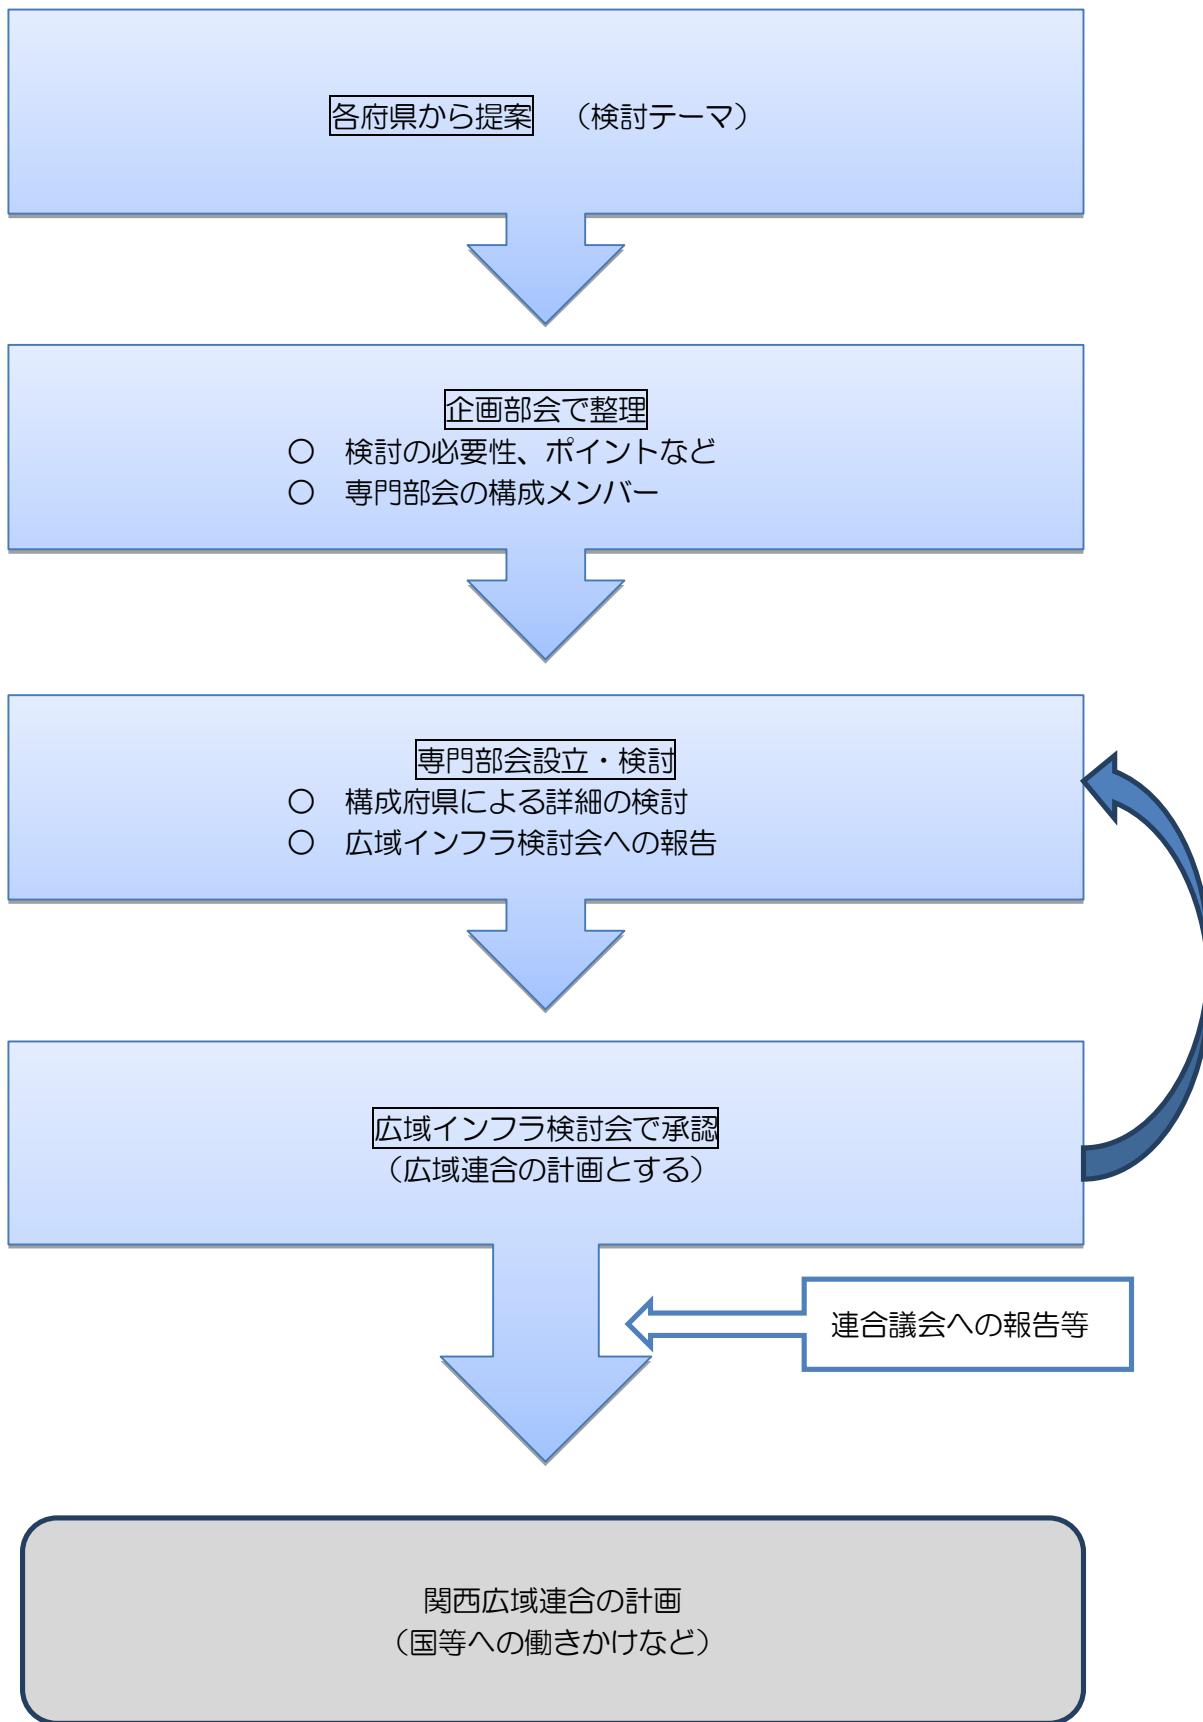 各府県から提案　（検討テーマ）
企画部会で整理
○　検討の必要性、ポイントなど
○　専門部会の構成メンバー
専門部会設立・検討
○　構成府県による詳細の検討
○　広域インフラ検討会への報告
広域インフラ検討会で承認
（広域連合の計画とする）
連合議会への報告等
関西広域連合の計画
（国等への働きかけなど）